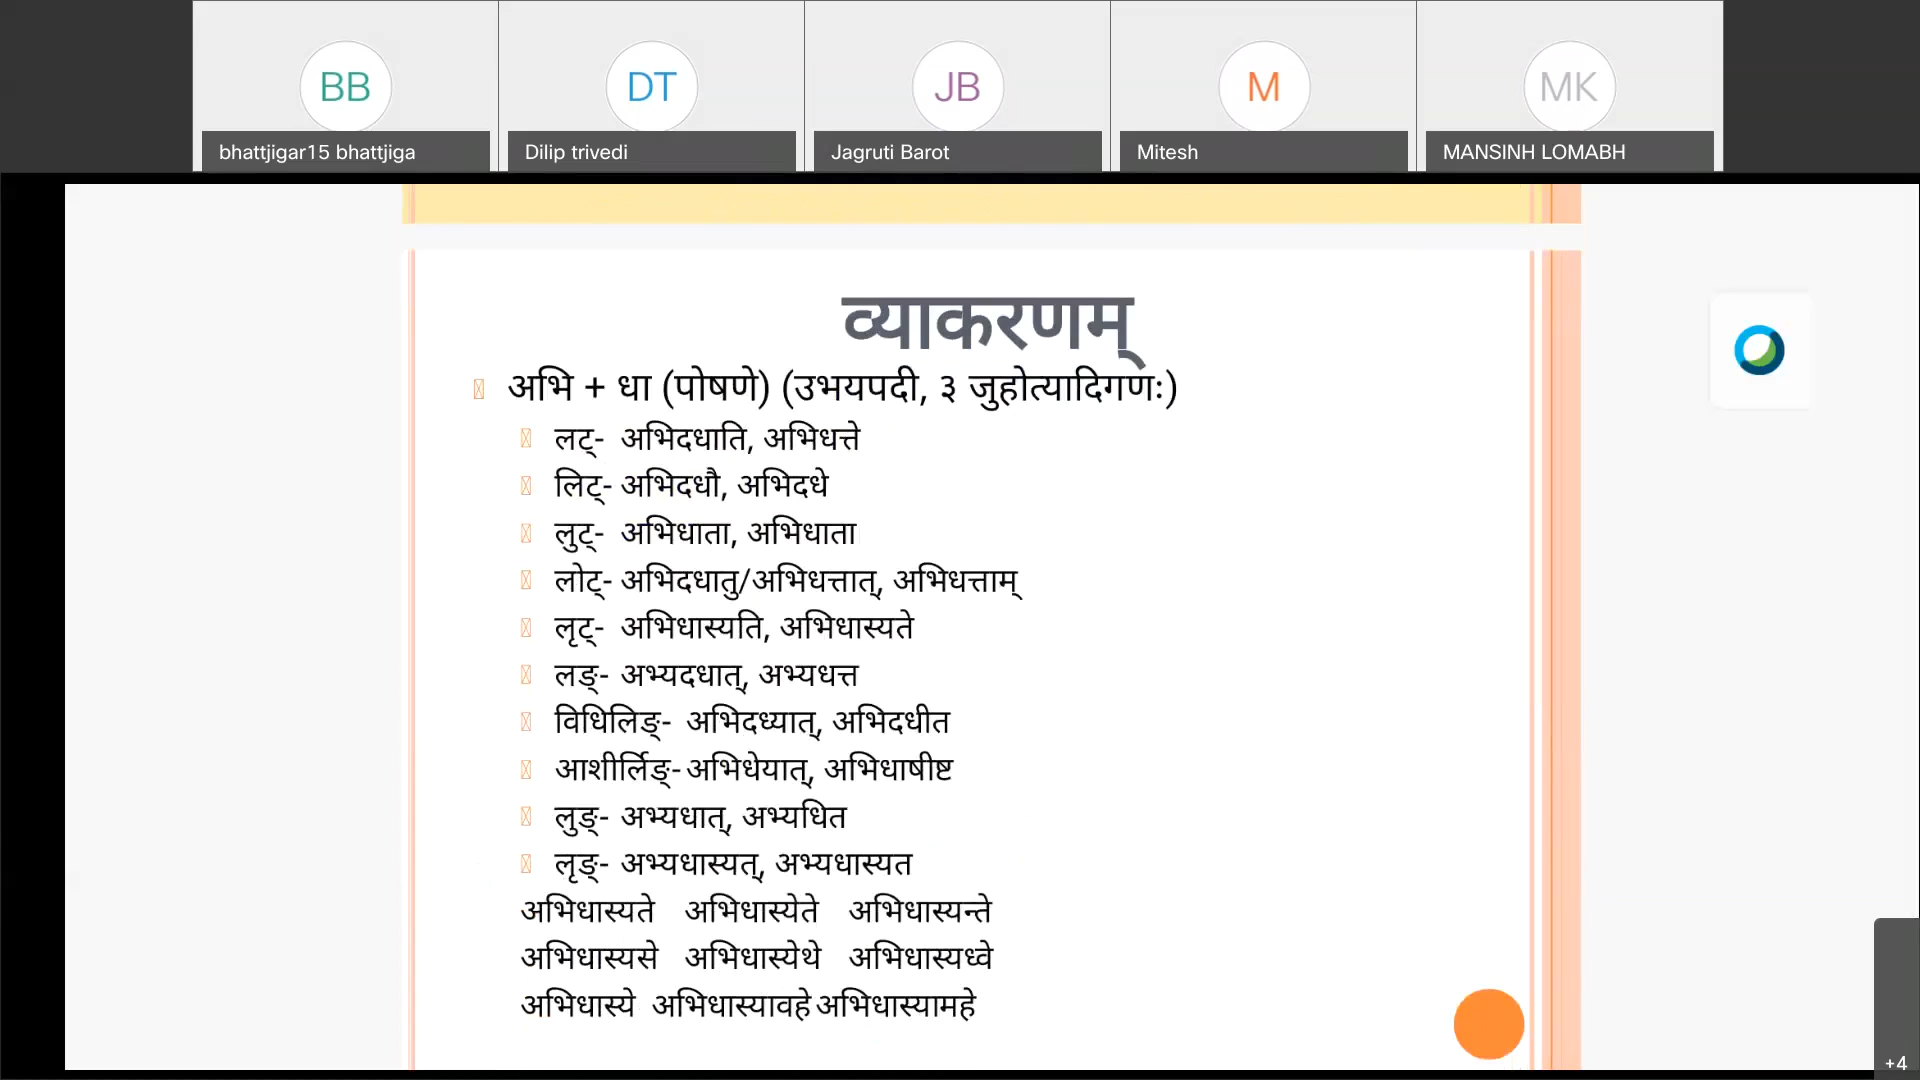 BB DT JB M MK
bhattjigar15 bhattjiga Dilip trivedi Jagruti Barot Mitesh MANSINH LOMABH
व्याकरणम्
अभि + धा (पोषणे) (उभयपदी, ३ जुहोत्यादिगणः)
लट्- अभिदधाति, अभिधत्ते
लिट्- अभिदधौ, अभिदधे
लुट्- अभिधाता, अभिधाता
लोट्- अभिदधातु/अभिधत्तात्, अभिधत्ताम्
लृट्- अभिधास्यति, अभिधास्यते
लङ्- अभ्यदधात्, अभ्यधत्त
विधिलिङ्- अभिदध्यात्, अभिदधीत
आशीर्लिङ्- अभिधेयात्, अभिधाषीष्ट
लुङ्- अभ्यधात्, अभ्यधित
लृङ्- अभ्यधास्यत्, अभ्यधास्यत
अभिधास्यते अभिधास्येते अभिधास्यन्ते
अभिधास्यसे अभिधास्येथे अभिधास्यध्वे
अभिधास्ये अभिधास्यावहे अभिधास्यामहे
+4